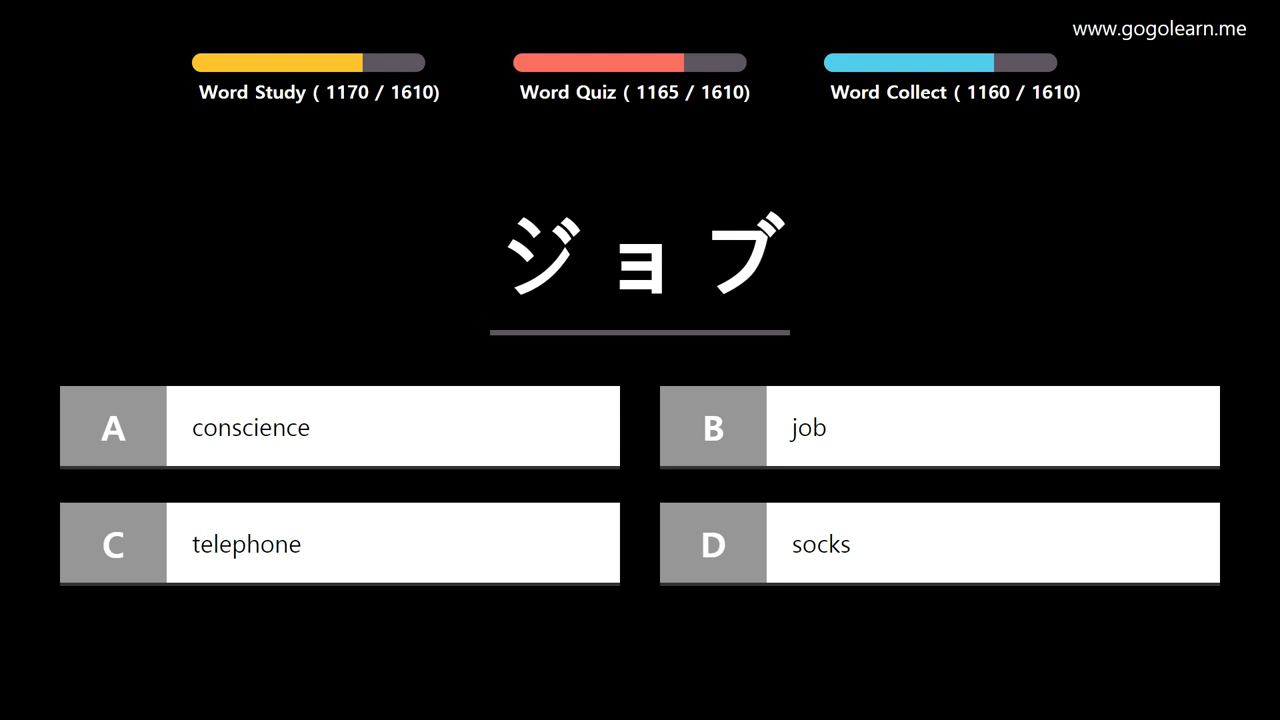 www.gogolearn.me
Word Study ( 1170 / 1610)
Word Quiz ( 1165 / 1610)
Word Collect ( 1160 / 1610)
ジョブ
A conscience
B job
C telephone
D socks